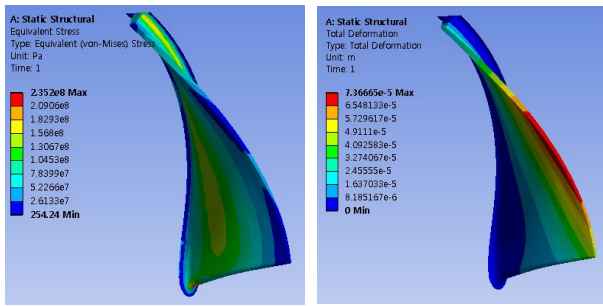 A: Static Structural
Equivalent Stress
Type: Equivalent (von-Mises) Stress
Unit: Pa
Time: 1
2.352e8 Max
2.0906e8
1.8293e8
1.568e8
1.3067e8
1.0453e8
7.8399e7
5.2266e7
2.6133e7
254.24 Min
A: Static Structural
Total Deformation
Type: Total Deformation
Unit: m
Time: 1
7.36665e-5 Max
6.548133e-5
5.729617e-5
4.9111e-5
4.092583e-5
3.274067e-5
2.45555e-5
1.637033e-5
8.185167e-6
0 Min